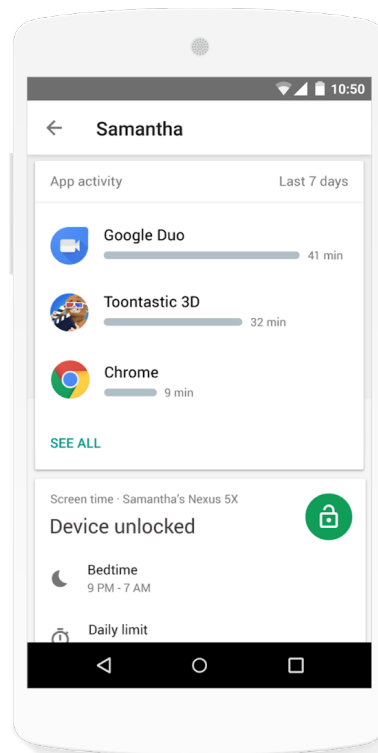 10:50
Samantha
App activity Last 7 days
Google Duo
41 min
Toontastic 3D
32 min
Chrome
9 min
SEE ALL
Screen time · Samantha's Nexus 5X
Device unlocked
Bedtime
9 PM - 7 AM
Daily limit